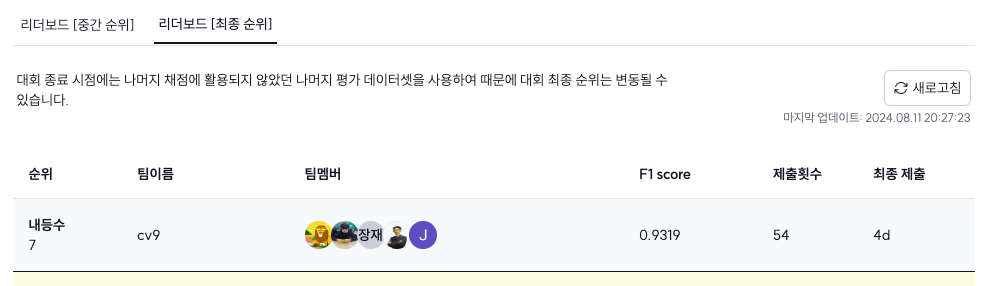 리더보드 [중간 순위] 리더보드 [최종 순위]
대회 종료 시점에는 나머지 채점에 활용되지 않았던 나머지 평가 데이터셋을 사용하여 때문에 대회 최종 순위는 변동될 수
있습니다.
새로고침
마지막 업데이트: 2024.08.11 20:27:23
순위 팀이름 팀멤버 F1 score 제출횟수 최종 제출
내등수
7 cv9 장재 J 0.9319 54 4d